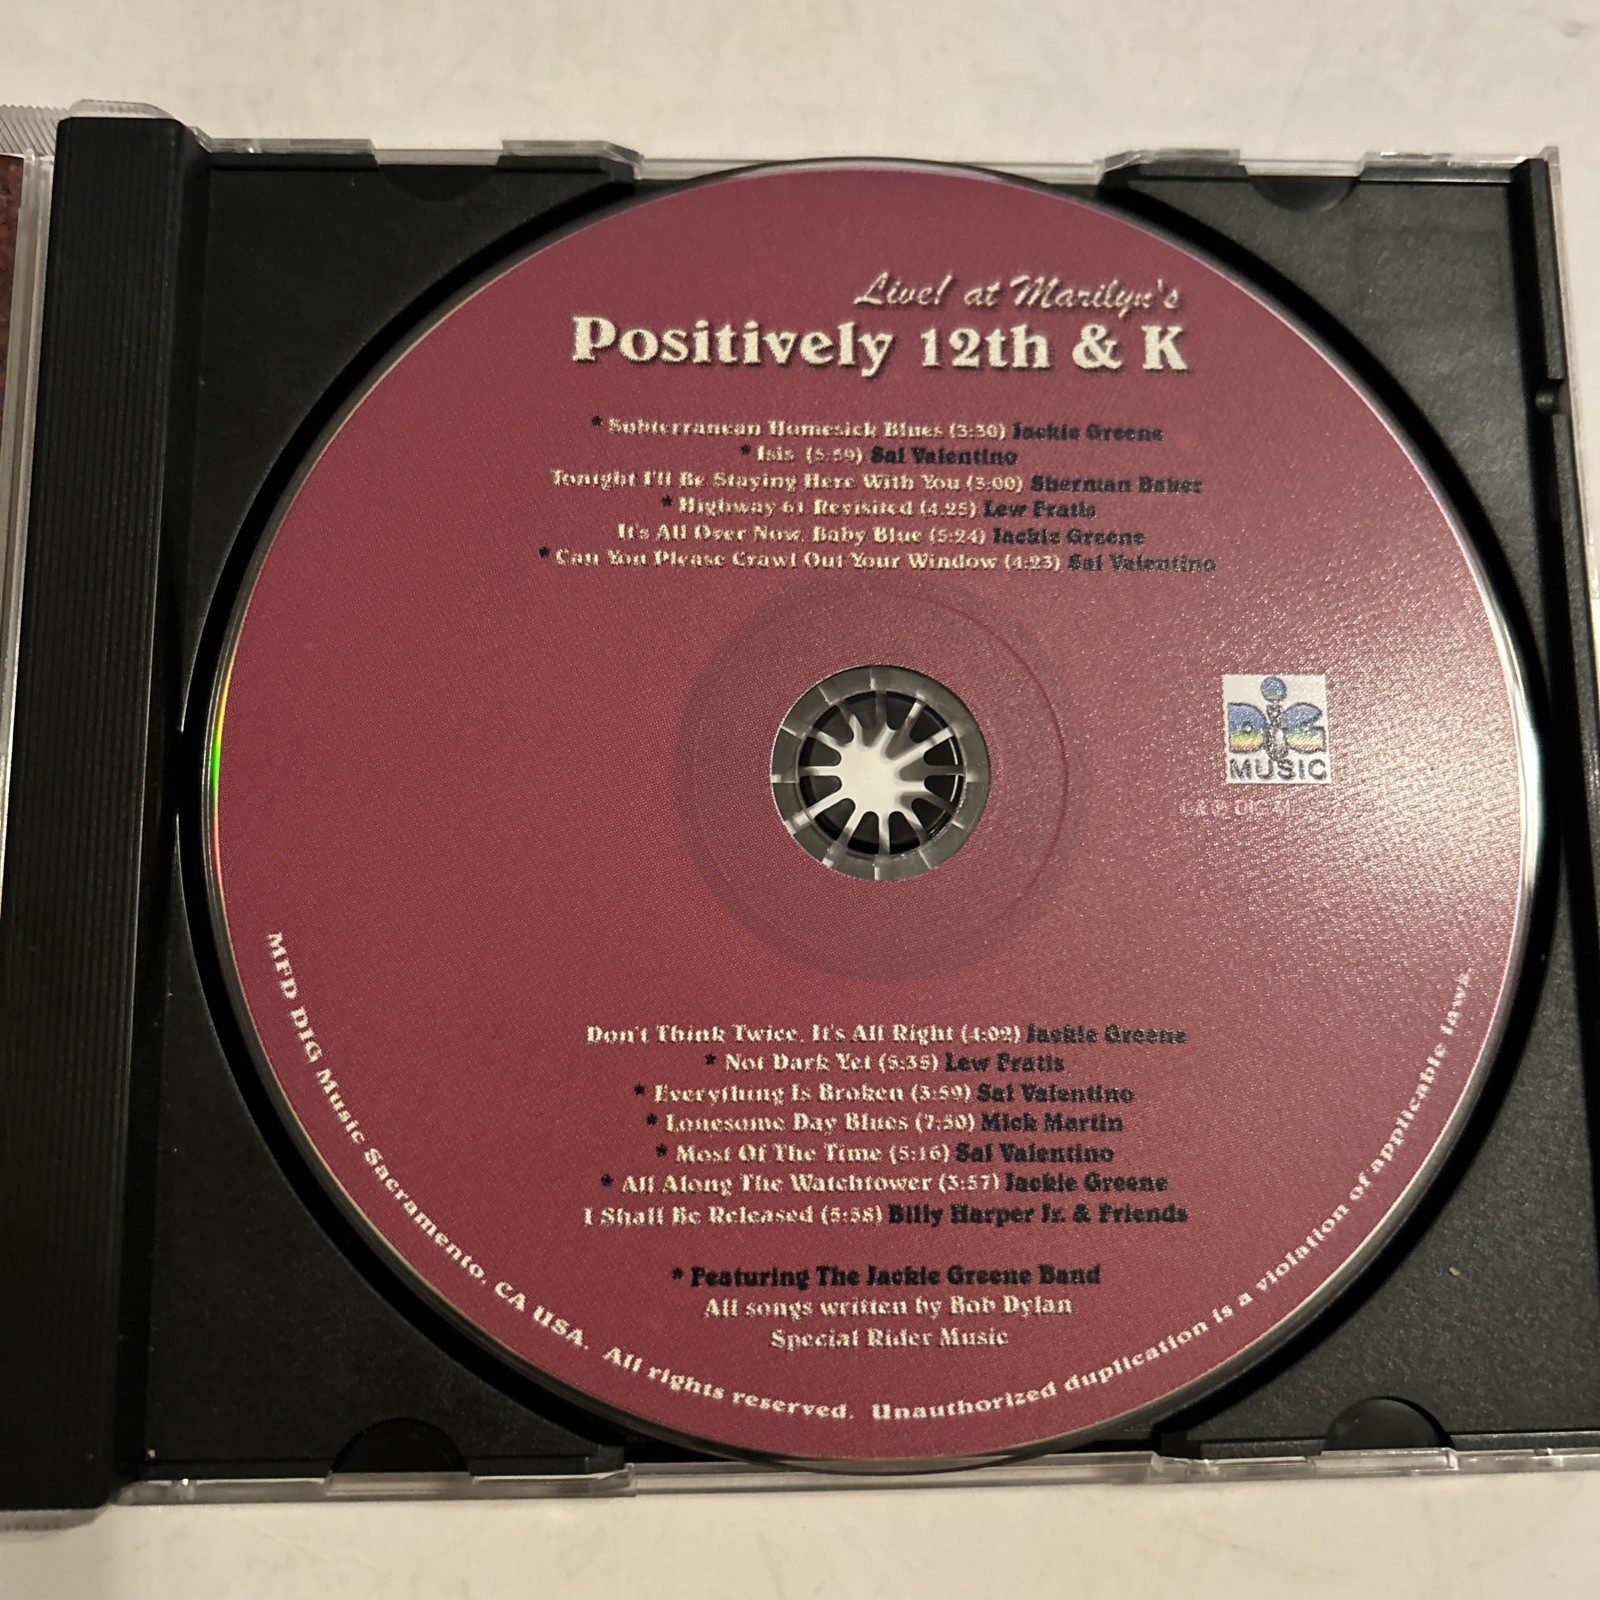 Live! at Marilyn's
Positively 12th & K
* Subterranean Homesick Blues (3:30) Jackie Greene
* Isis (5:59) Sal Valentino
Tonight I'll Be Staying Here With You (3:00) Sherman Baker
* Highway 61 Revisited (4.25) Lew Fratis
It's All Over Now, Baby Blue (5:24) Jackie Greene
* Can You Please Crawl Out Your Window (4:23) Sal Valentino
DIG
MUSIC
Don't Think Twice, It's All Right (4:02) Jackie Greene
* Not Dark Yet (5:35) Lew Fratis
* Everything Is Broken (3:59) Sal Valentino
* Lonesome Day Blues (7:50) Mick Martin
* Most Of The Time (5:16) Sal Valentino
* All Along The Watchtower (3:57) Jackie Greene
I Shall Be Released (5:58) Billy Harper Jr. & Friends
* Featuring The Jackie Greene Band
All songs written by Bob Dylan
Special Rider Music
MFD DIG Music Sacramento, CA USA. All rights reserved. Unauthorized duplication is a violation of applicable laws.